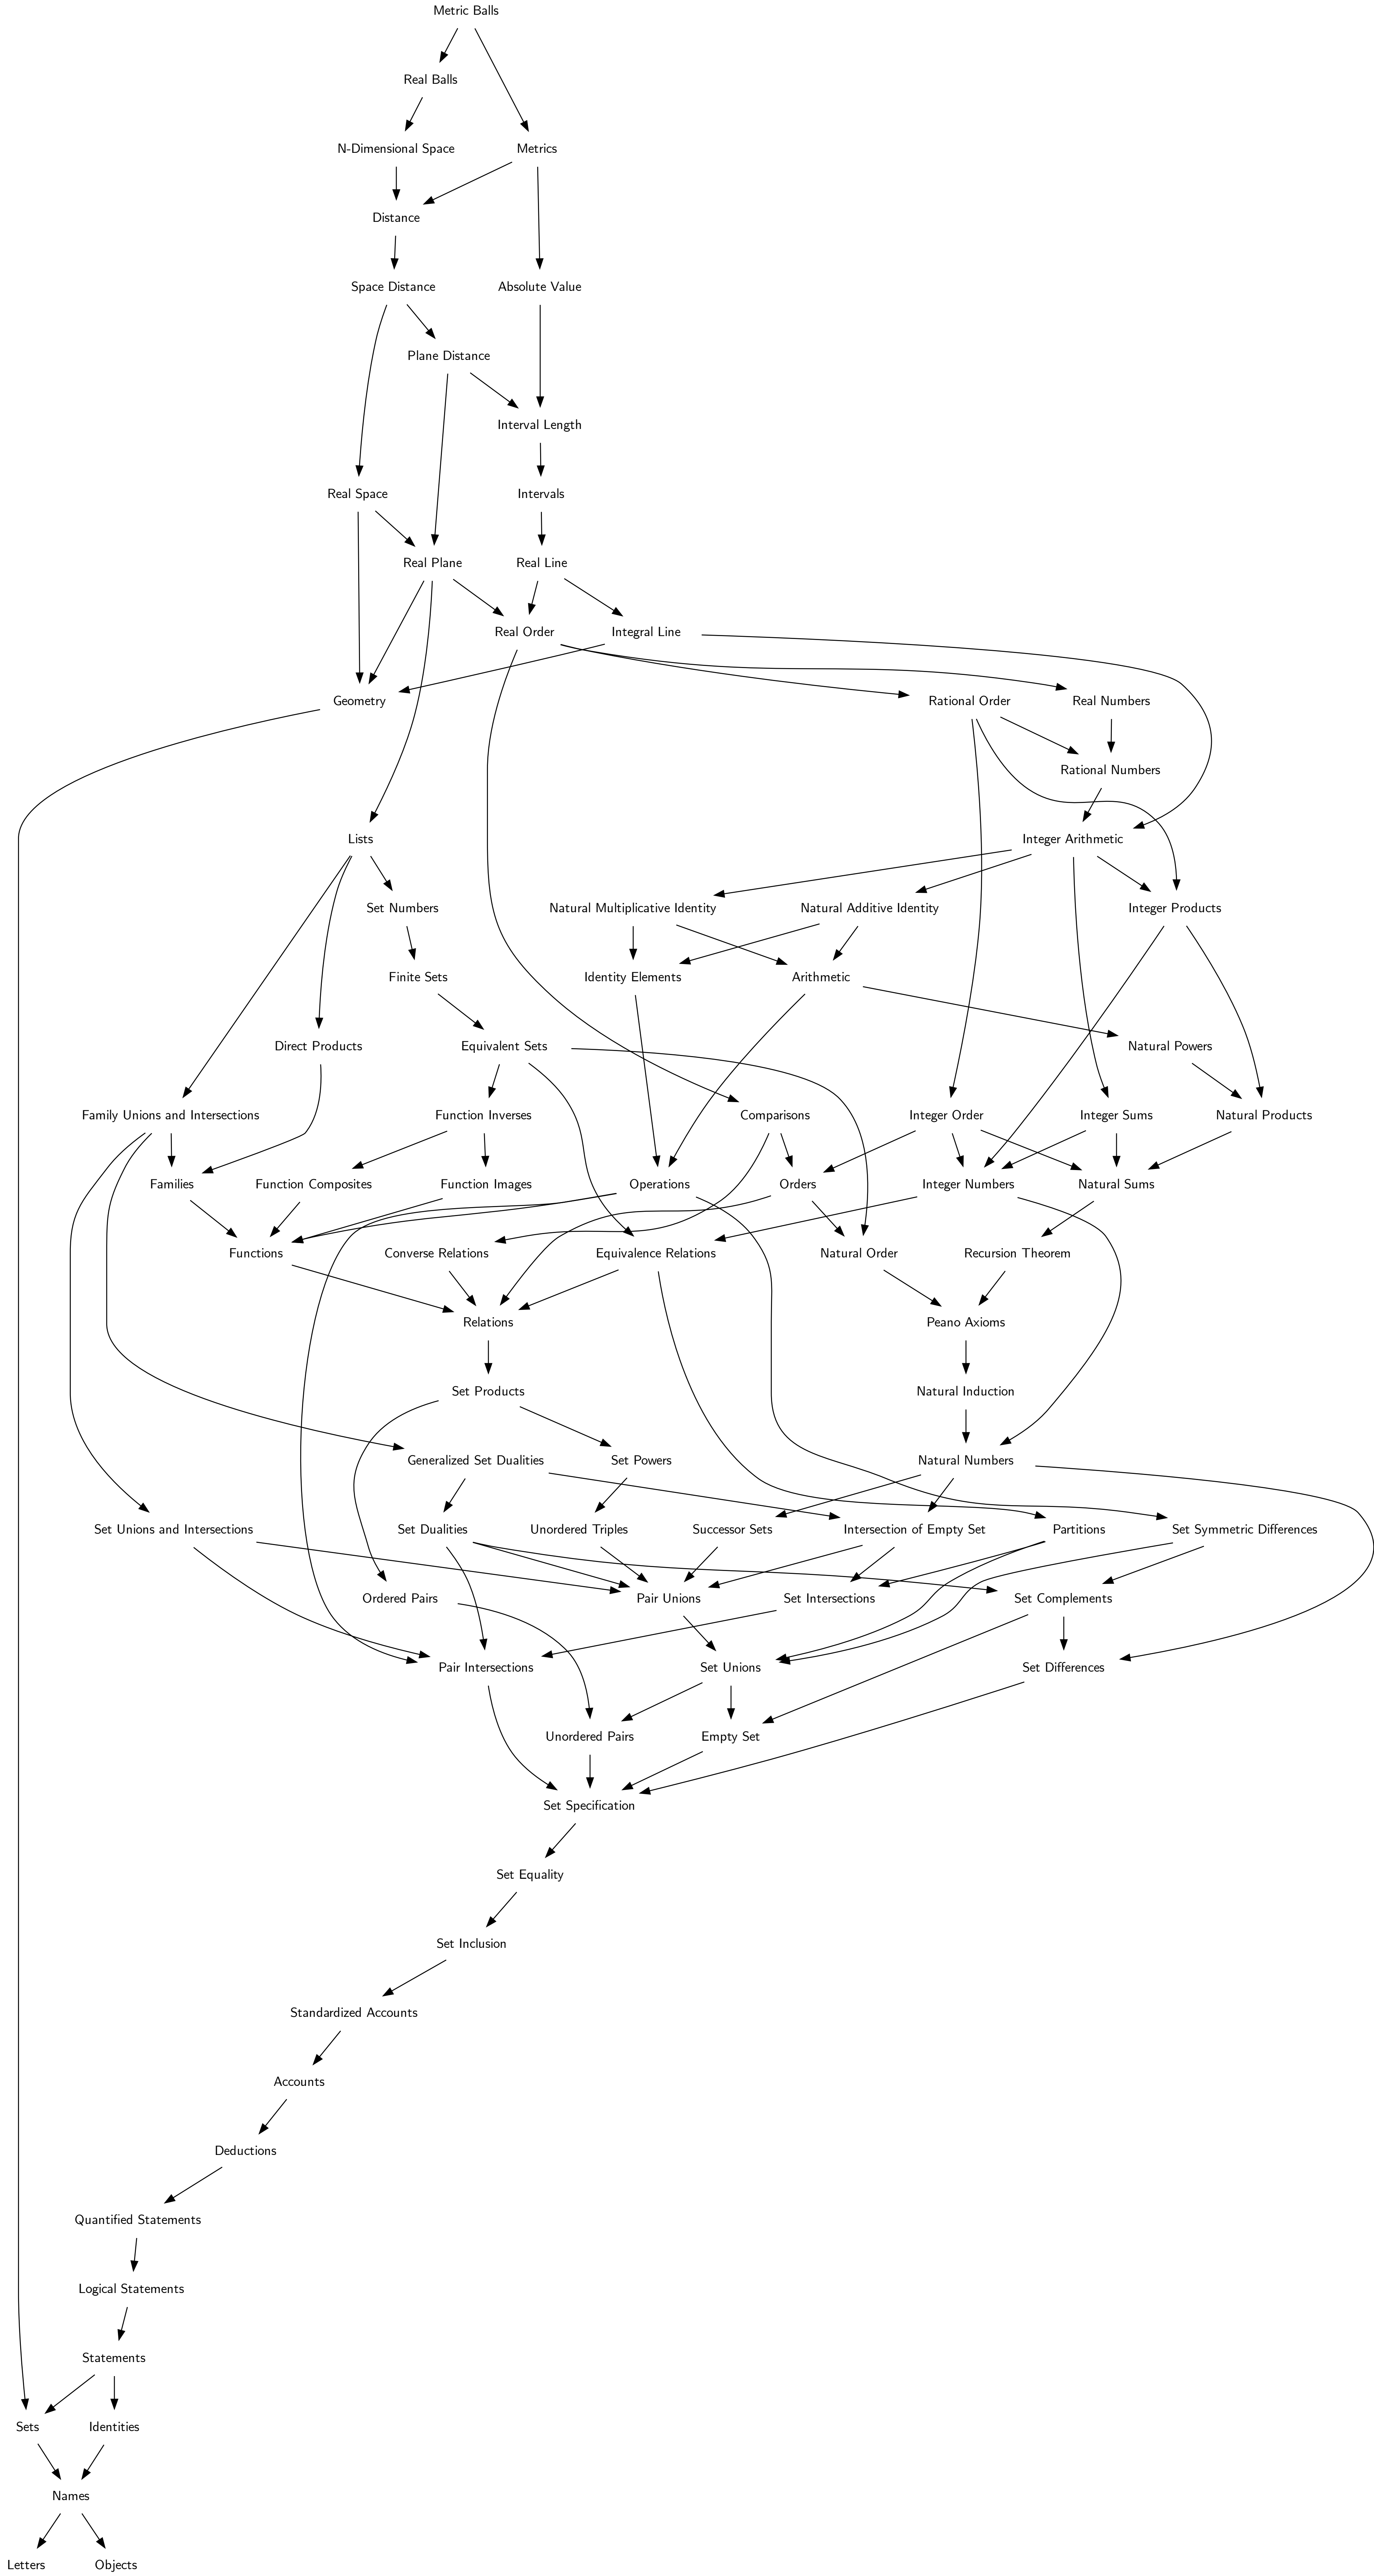 Metric Balls
Real Balls
N-Dimensional Space
Metrics
Distance
Space Distance
Absolute Value
Plane Distance
Interval Length
Real Space
Intervals
Real Plane
Real Line
Real Order
Integral Line
Geometry
Rational Order
Real Numbers
Rational Numbers
Lists
Integer Arithmetic
Set Numbers
Natural Multiplicative Identity
Natural Additive Identity
Integer Products
Finite Sets
Identity Elements
Arithmetic
Direct Products
Equivalent Sets
Natural Powers
Family Unions and Intersections
Function Inverses
Comparisons
Integer Order
Integer Sums
Natural Products
Families
Function Composites
Function Images
Operations
Orders
Integer Numbers
Natural Sums
Functions
Converse Relations
Equivalence Relations
Natural Order
Recursion Theorem
Relations
Peano Axioms
Set Products
Natural Induction
Generalized Set Dualities
Set Powers
Natural Numbers
Set Unions and Intersections
Set Dualities
Unordered Triples
Successor Sets
Intersection of Empty Set
Partitions
Set Symmetric Differences
Ordered Pairs
Pair Unions
Set Intersections
Set Complements
Pair Intersections
Set Unions
Set Differences
Unordered Pairs
Empty Set
Set Specification
Set Equality
Set Inclusion
Standardized Accounts
Accounts
Deductions
Quantified Statements
Logical Statements
Statements
Sets
Identities
Names
Letters
Objects